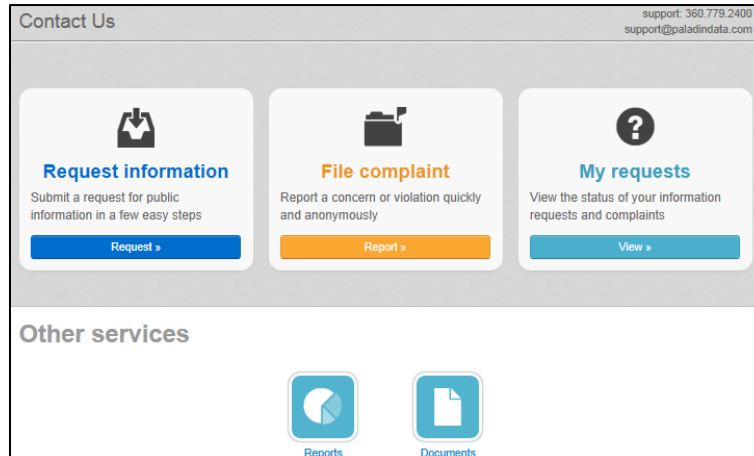 Contact Us
support: 360.779.2400
support@paladindata.com
Request information
Submit a request for public
information in a few easy steps
Request »
File complaint
Report a concern or violation quickly
and anonymously
Report »
My requests
View the status of your information
requests and complaints
View »
Other services
Reports
Documents